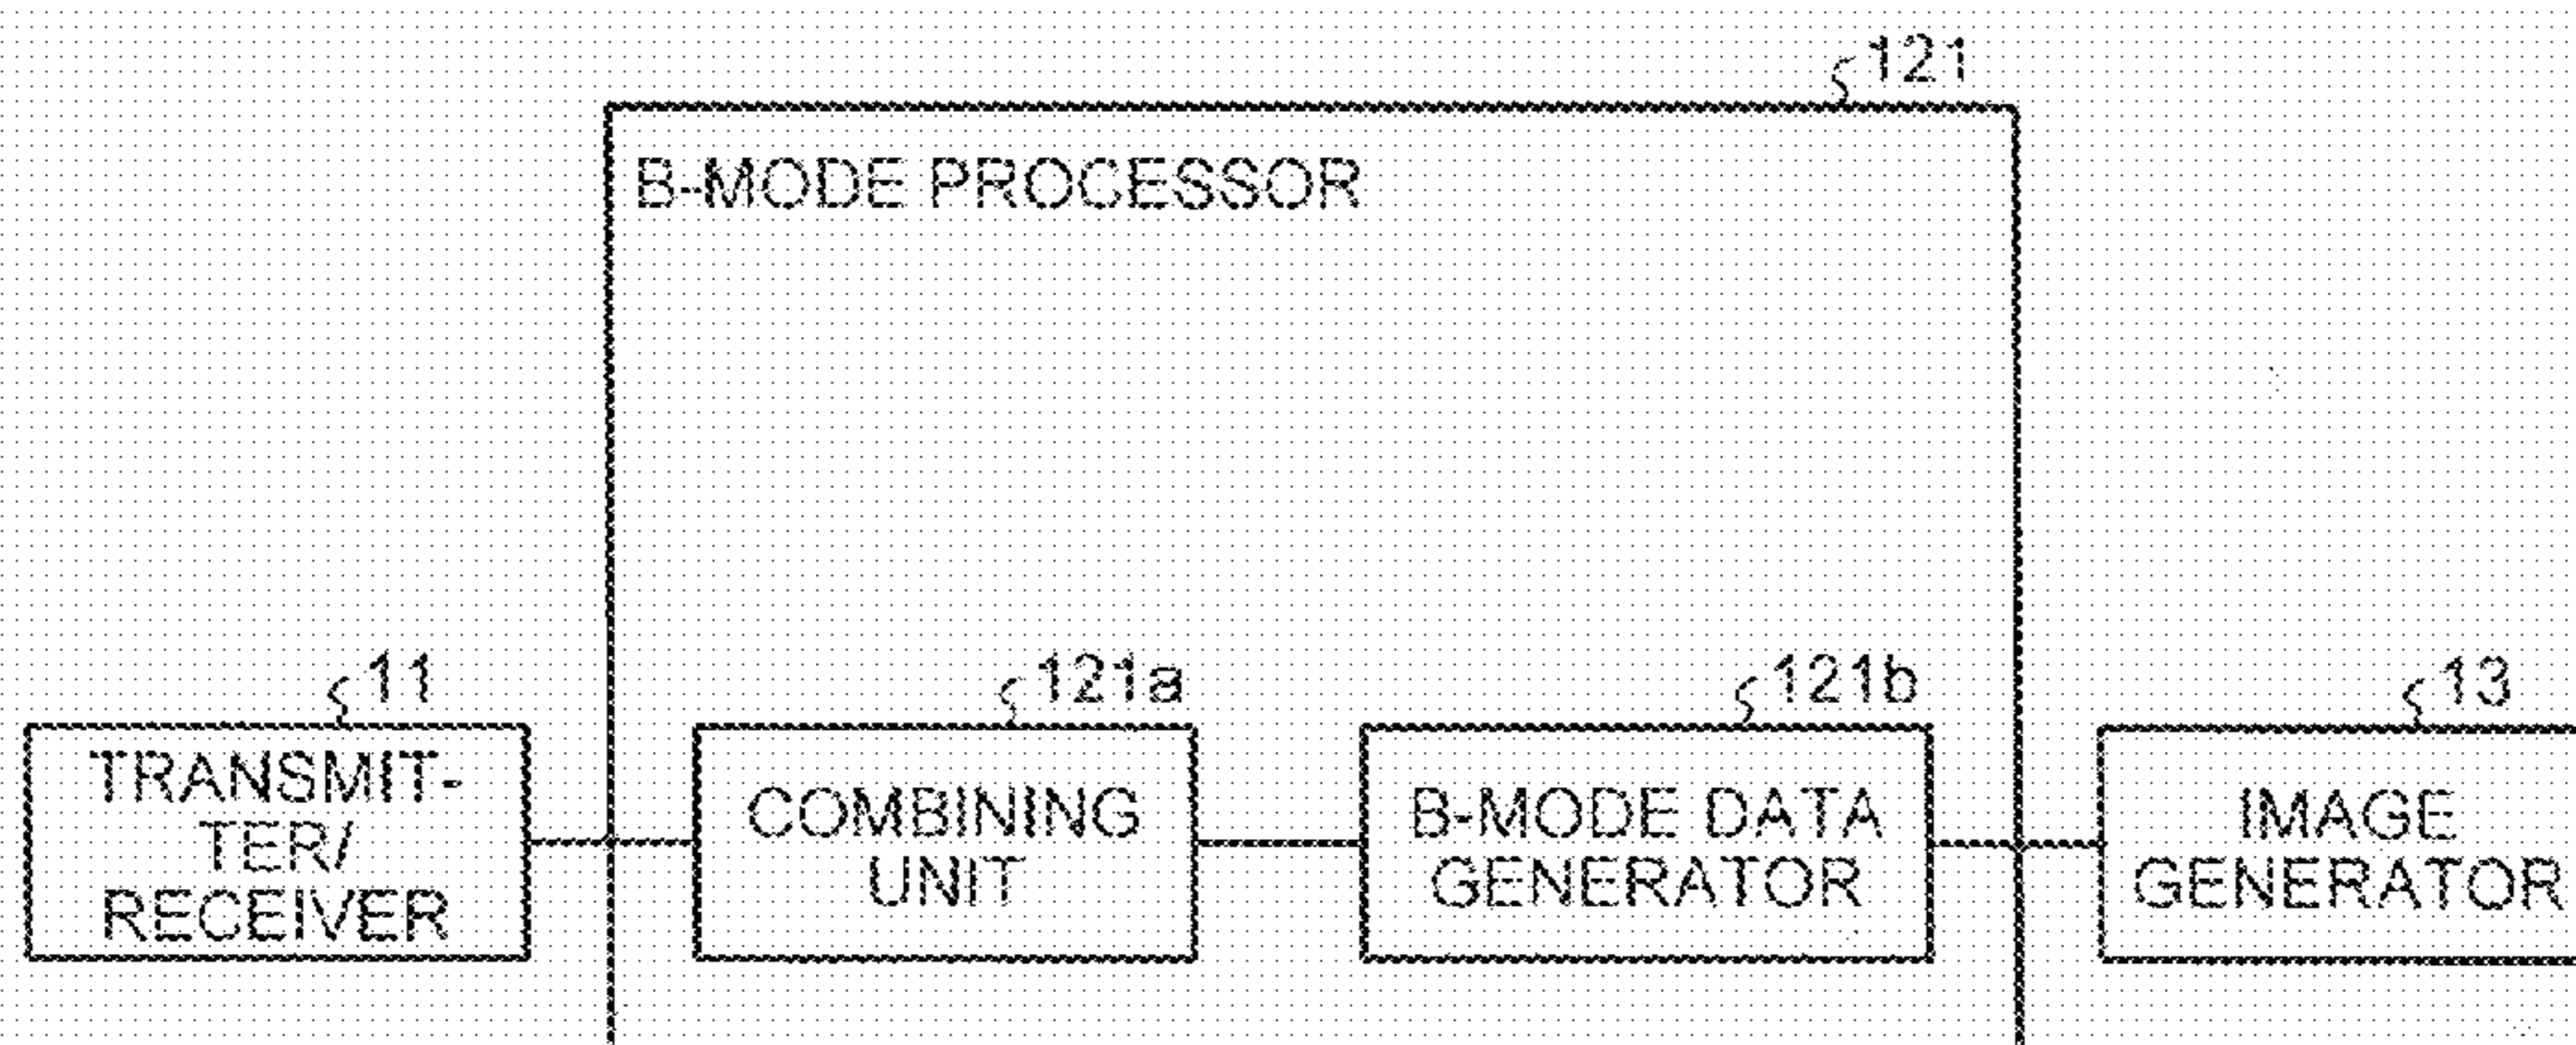 121
B-MODE PROCESSOR
11
121a
121b
13
TRANSMIT-
TER/
RECEIVER
COMBINING
UNIT
B-MODE DATA
GENERATOR
IMAGE
GENERATOR